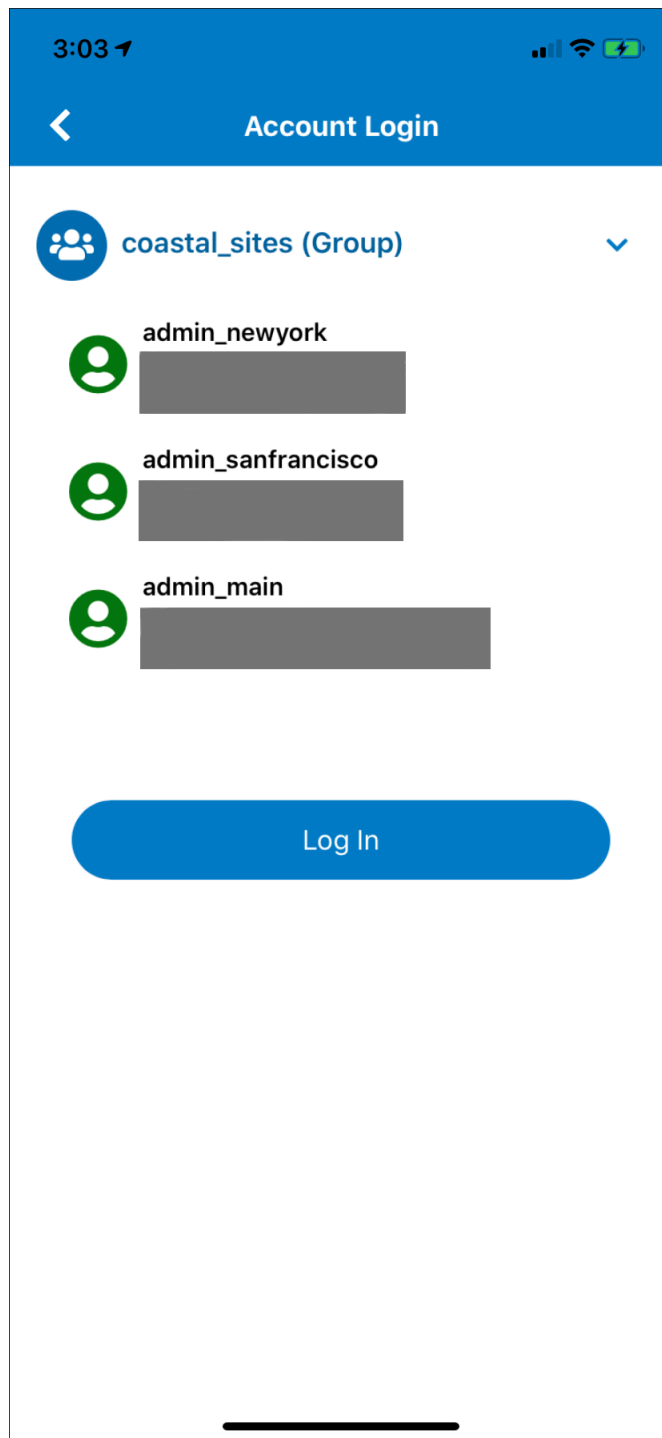 3:03
Account Login
coastal_sites (Group)
admin_newyork
admin_sanfrancisco
admin_main
Log In